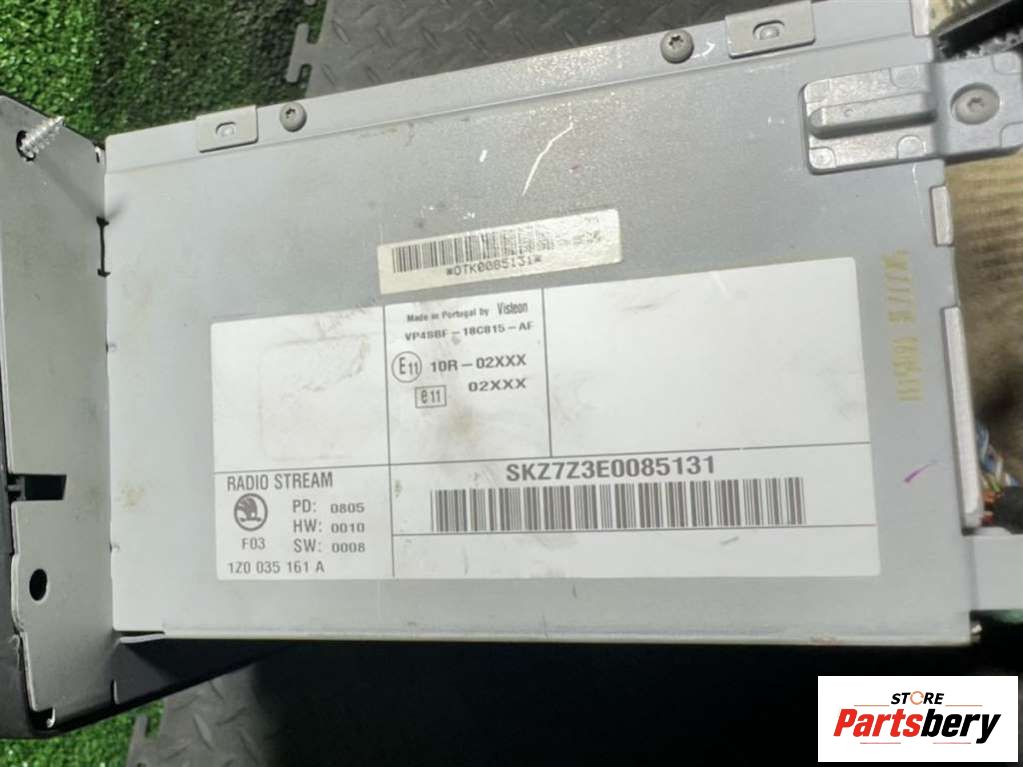 *OTK0085131*
Made in Portugal by Visteon
VP4SBF-18C815-AF
E11 10R-02XXX
e11 02XXX
SKZ7Z3E0085131
RADIO STREAM
PD: 0805
HW: 0010
F03 SW: 0008
1Z0 035 161 A
STORE
Partsbery